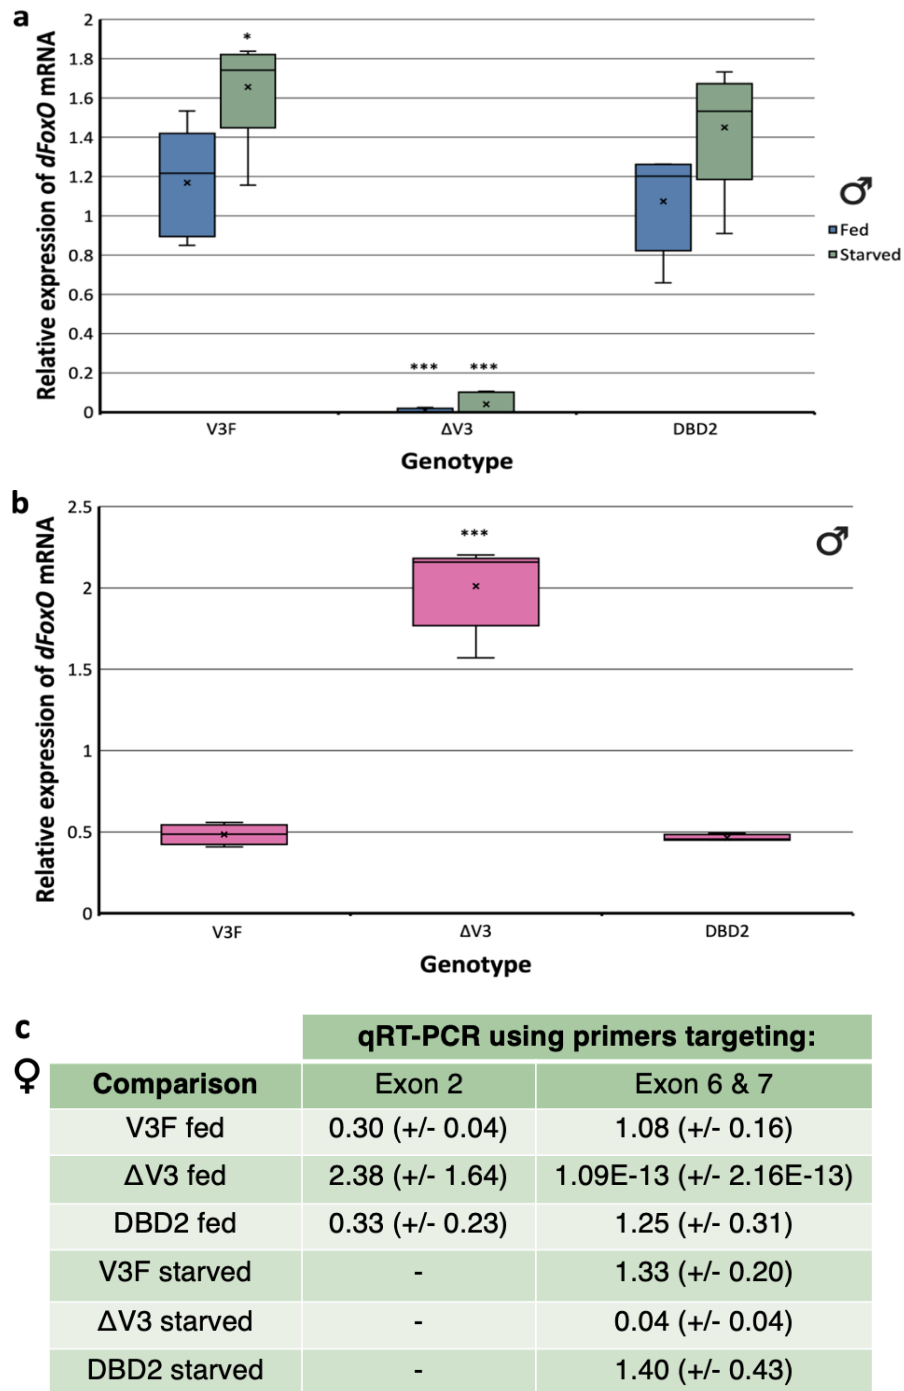 a
Relative expression of dFoxO mRNA
2
1.8
1.6
1.4
1.2
1
0.8
0.6
0.4
0.2
0
*
***
***
♂
Fed
Starved
V3F
ΔV3
DBD2
Genotype
b
Relative expression of dFoxO mRNA
2.5
2
1.5
1
0.5
0
***
♂
V3F
ΔV3
DBD2
Genotype
c
♀
qRT-PCR using primers targeting:
Comparison Exon 2 Exon 6 & 7
V3F fed 0.30 (+/- 0.04) 1.08 (+/- 0.16)
ΔV3 fed 2.38 (+/- 1.64) 1.09E-13 (+/- 2.16E-13)
DBD2 fed 0.33 (+/- 0.23) 1.25 (+/- 0.31)
V3F starved - 1.33 (+/- 0.20)
ΔV3 starved - 0.04 (+/- 0.04)
DBD2 starved - 1.40 (+/- 0.43)